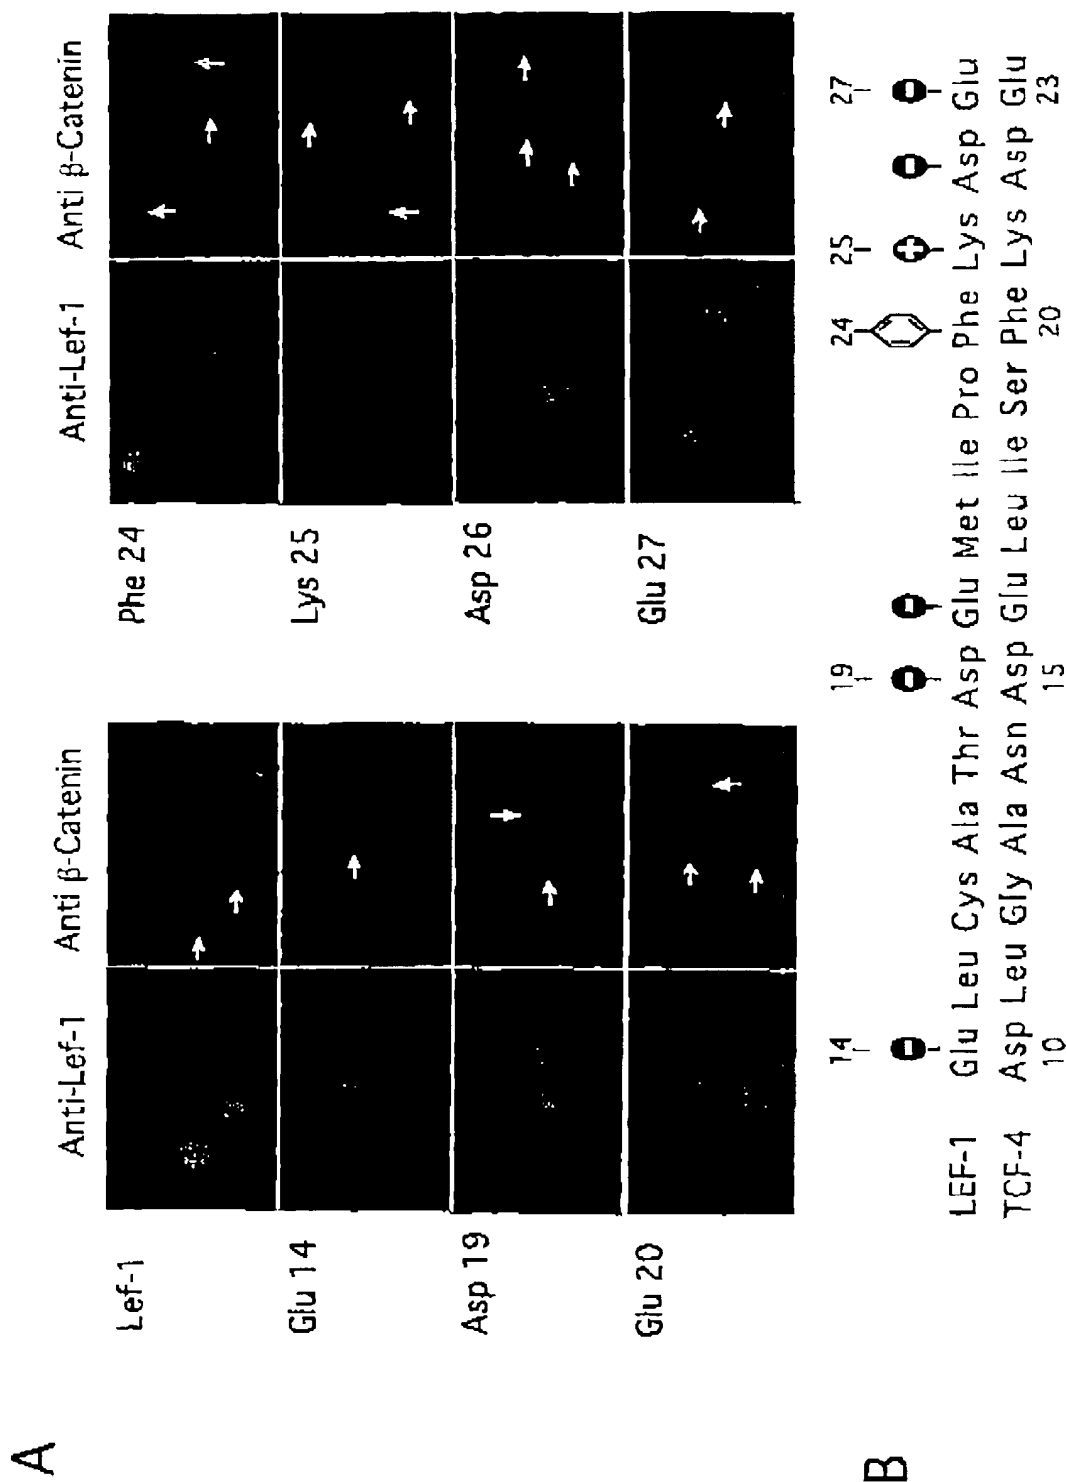 A
Anti-Lef-1 Anti β-Catenin Anti-Lef-1 Anti β-Catenin
Lef-1 Phe 24
Glu 14 Lys 25
Asp 19 Asp 26
Glu 20 Glu 27
B
14 19 24 25 27
LEF-1 Glu Leu Cys Ala Thr Asp Glu Met Ile Pro Phe Lys Asp Glu
TCF-4 Asp Leu Gly Ala Asn Asp Glu Leu Ile Ser Phe Lys Asp Glu
10 15 20 23